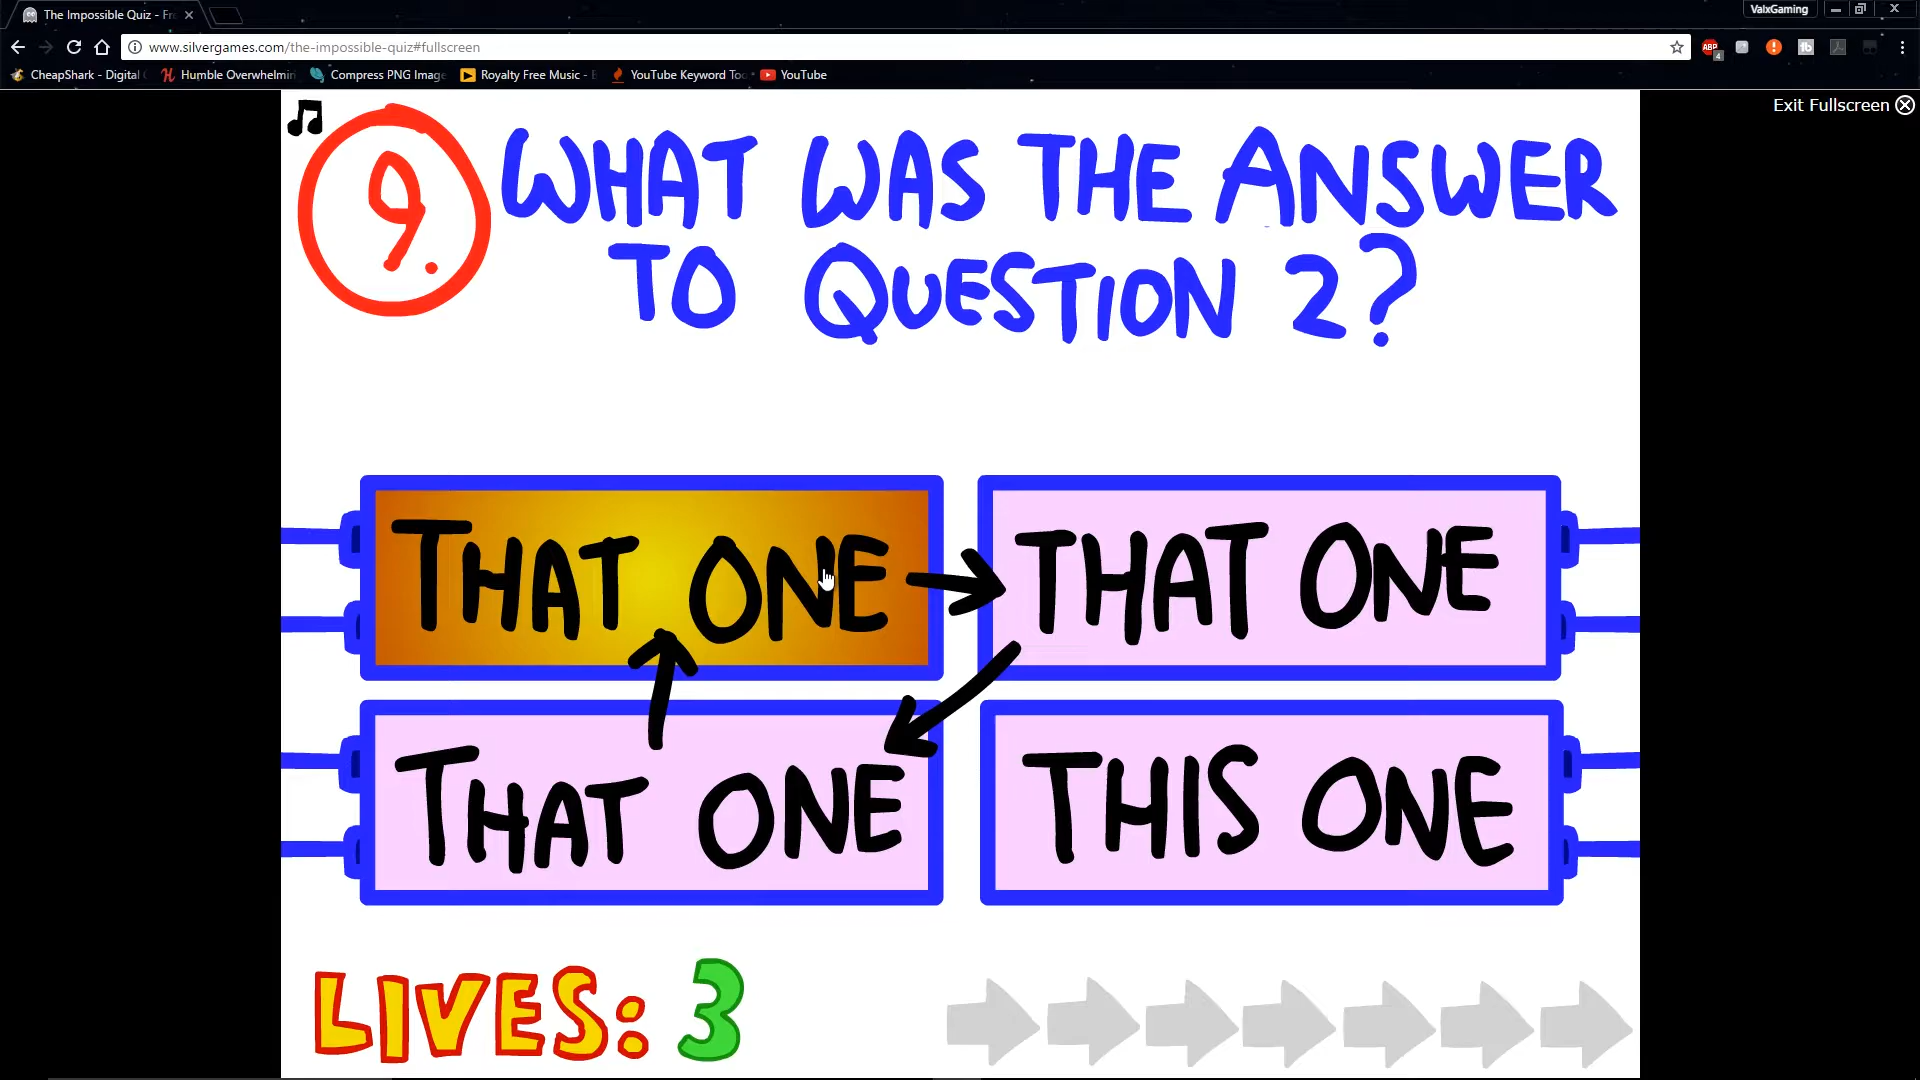 The Impossible Quiz - Fr
ValxGaming
www.silvergames.com/the-impossible-quiz#fullscreen
ABP
4
CheapShark - Digital
Humble Overwhelmin
Compress PNG Image
Royalty Free Music - B
YouTube Keyword Too
YouTube
Exit Fullscreen
9.
WHAT WAS THE ANSWER
TO QUESTION 2?
THAT ONE
THAT ONE
THAT ONE
THIS ONE
LIVES: 3